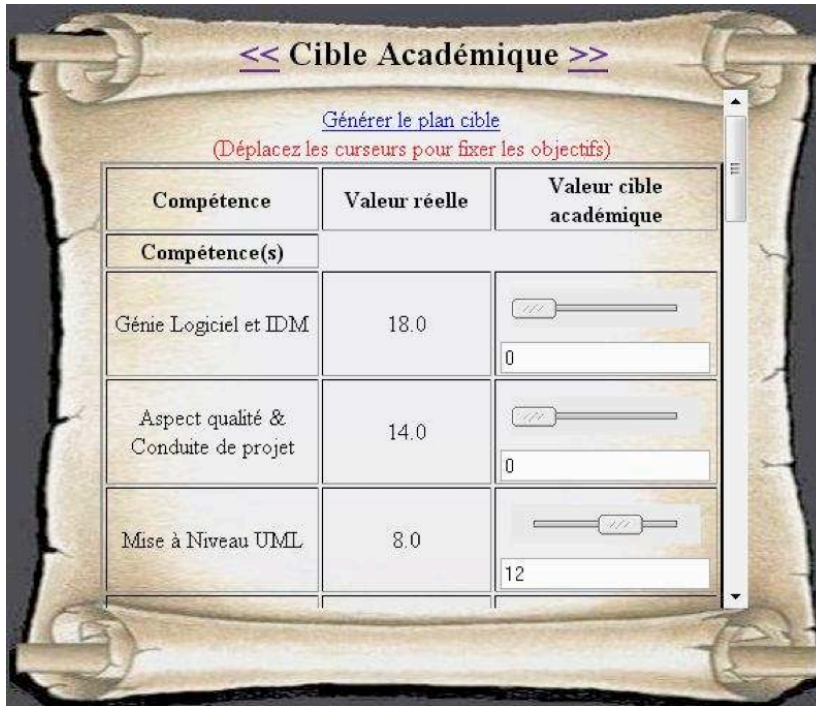 << Cible Académique >>
Générer le plan cible
(Déplacez les curseurs pour fixer les objectifs)
Compétence Valeur réelle Valeur cible
académique
Compétence(s)
Génie Logiciel et IDM 18.0
0
Aspect qualité &
Conduite de projet 14.0
0
Mise à Niveau UML 8.0
12